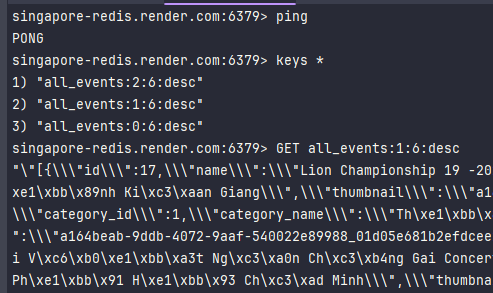 singapore-redis.render.com:6379> ping
PONG
singapore-redis.render.com:6379> keys *
1) "all_events:2:6:desc"
2) "all_events:1:6:desc"
3) "all_events:0:6:desc"
singapore-redis.render.com:6379> GET all_events:1:6:desc
"\"[{\\\"id\\\":17,\\\"name\\\":\\\"Lion Championship 19 -20
xe1\xbb\x89nh Ki\xc3\xaan Giang\\\",\\\"thumbnail\\\":\\\"a1
\\\"category_id\\\":1,\\\"category_name\\\":\\\"Th\xe1\xbb\x
":\\\"a164beab-9ddb-4072-9aaf-540022e89988_01d05e681b2efdcee
i V\xc6\xb0\xe1\xbb\xa3t Ng\xc3\xa0n Ch\xc3\xb4ng Gai Concer
Ph\xe1\xbb\x91 H\xe1\xbb\x93 Ch\xc3\xad Minh\\\",\\\"thumbna